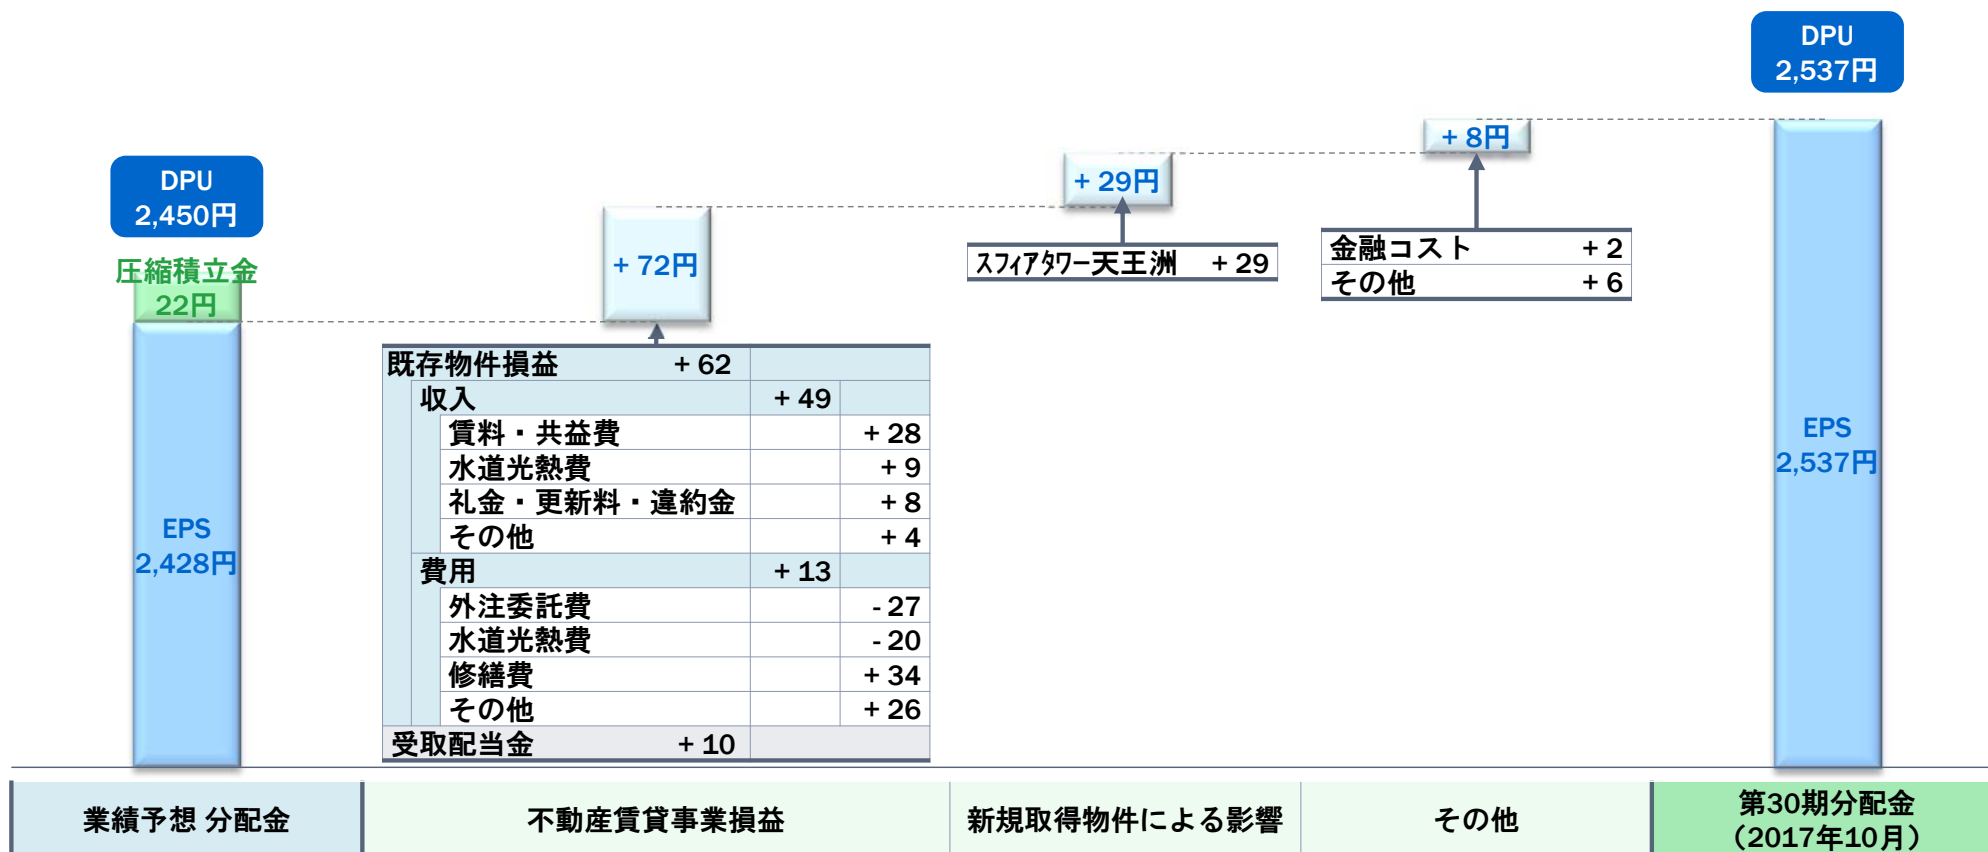 DPU
2,450円
圧縮積立金
22円
EPS
2,428円
+ 72円
既存物件損益 + 62
収入 + 49
賃料・共益費 + 28
水道光熱費 + 9
礼金・更新料・違約金 + 8
その他 + 4
費用 + 13
外注委託費 - 27
水道光熱費 - 20
修繕費 + 34
その他 + 26
受取配当金 + 10
+ 29円
スフィアタワー天王洲 + 29
+ 8円
金融コスト + 2
その他 + 6
DPU
2,537円
EPS
2,537円
業績予想 分配金
不動産賃貸事業損益
新規取得物件による影響
その他
第30期分配金
（2017年10月）